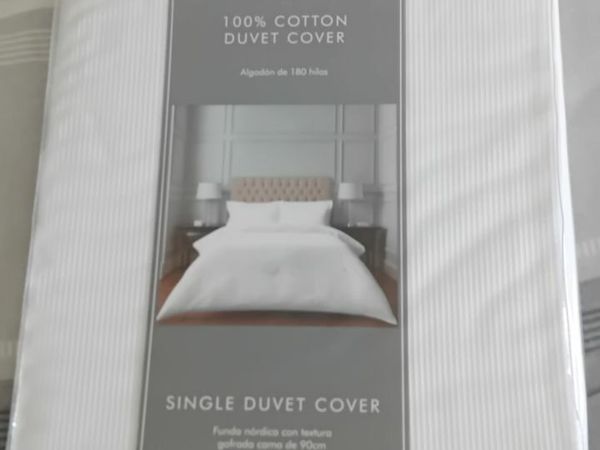 100% COTTON
DUVET COVER
Algodón de 180 hilos
SINGLE DUVET COVER
Funda nórdica con textura
gofrada cama de 90cm